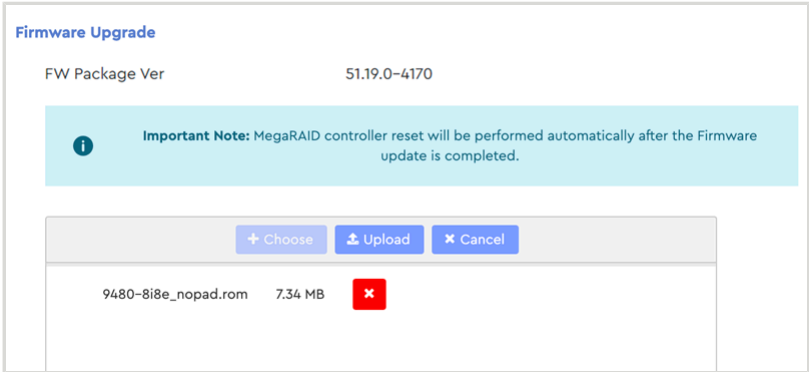 Firmware Upgrade
FW Package Ver 51.19.0-4170
Important Note: MegaRAID controller reset will be performed automatically after the Firmware
update is completed.
Choose Upload Cancel
9480-8i8e_nopad.rom 7.34 MB